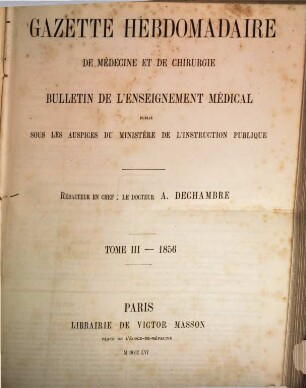 GAZETTE HEBDOMADAIRE
DE MÉDECINE ET DE CHIRURGIE
BULLETIN DE L'ENSEIGNEMENT MÉDICAL
PUBLIÉ
SOUS LES AUSPICES DU MINISTÈRE DE L'INSTRUCTION PUBLIQUE
RÉDACTEUR EN CHEF : LE DOCTEUR A. DECHAMBRE
TOME III — 1856
PARIS
LIBRAIRIE DE VICTOR MASSON
PLACE DE L'ÉCOLE-DE-MÉDECINE
M DCCC LVI